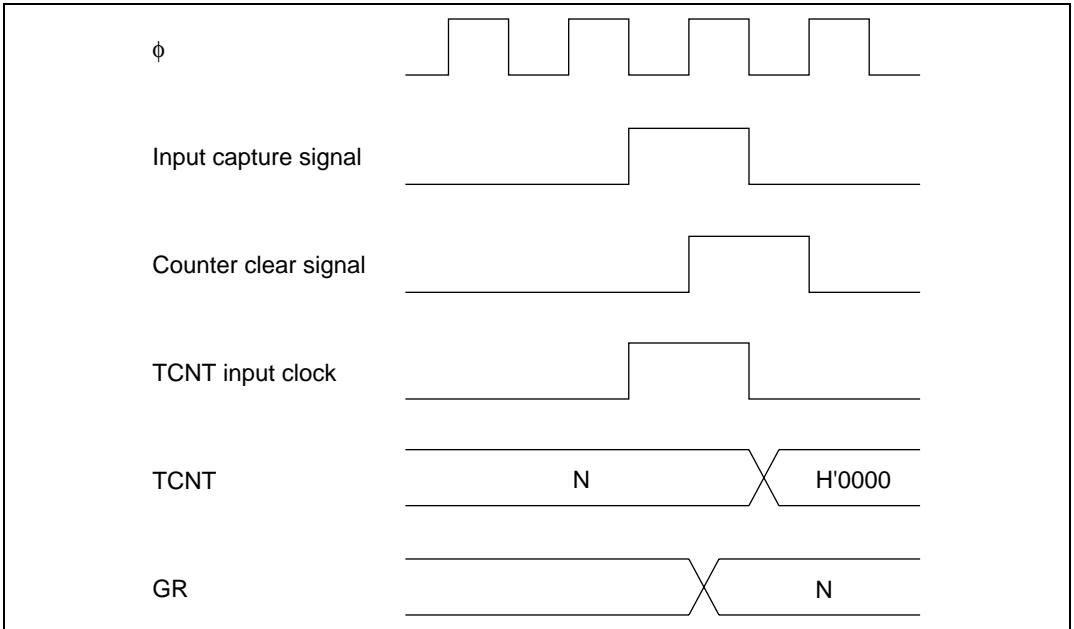 ϕ
Input capture signal
Counter clear signal
TCNT input clock
TCNT N H'0000
GR N